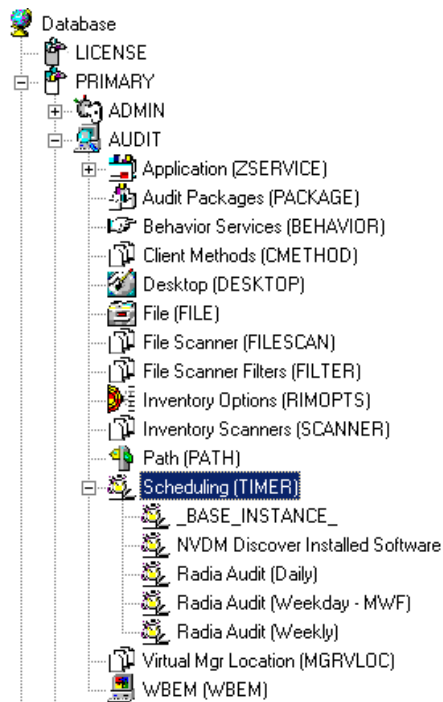 Database
LICENSE
PRIMARY
ADMIN
AUDIT
Application (ZSERVICE)
Audit Packages (PACKAGE)
Behavior Services (BEHAVIOR)
Client Methods (CMETHOD)
Desktop (DESKTOP)
File (FILE)
File Scanner (FILESCAN)
File Scanner Filters (FILTER)
Inventory Options (RIMOPTS)
Inventory Scanners (SCANNER)
Path (PATH)
Scheduling (TIMER)
_BASE_INSTANCE_
NVDM Discover Installed Software
Radia Audit (Daily)
Radia Audit (Weekday - MWF)
Radia Audit (Weekly)
Virtual Mgr Location (MGRVLOC)
WBEM (WBEM)